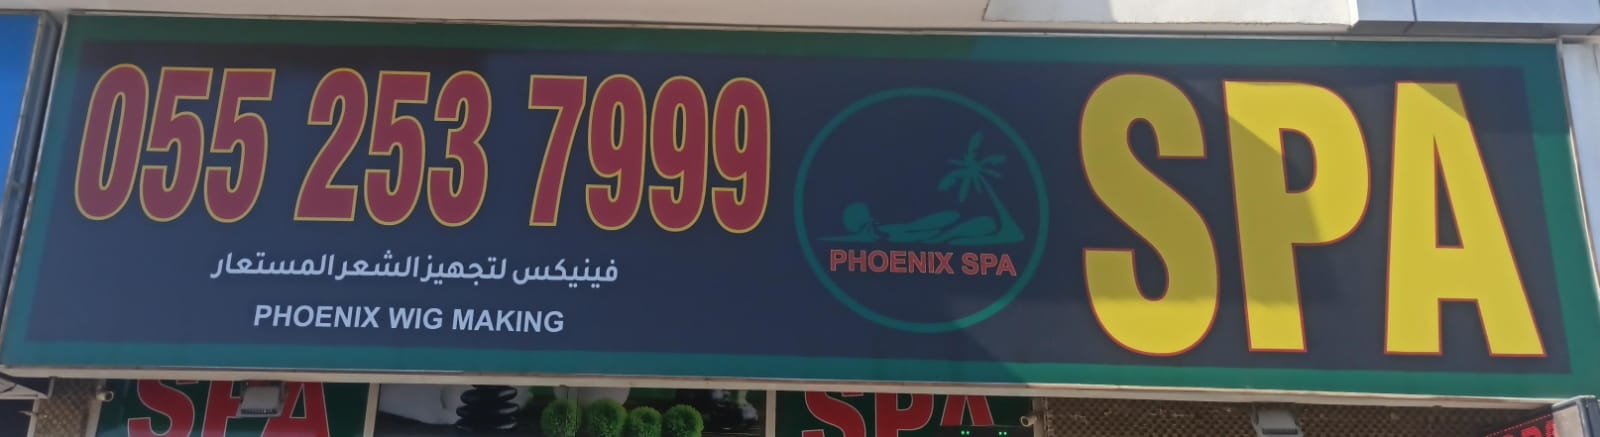 055 253 7999
فينيكس لتجهيز الشعر المستعار
PHOENIX WIG MAKING
PHOENIX SPA
SPA
SPA
SPA